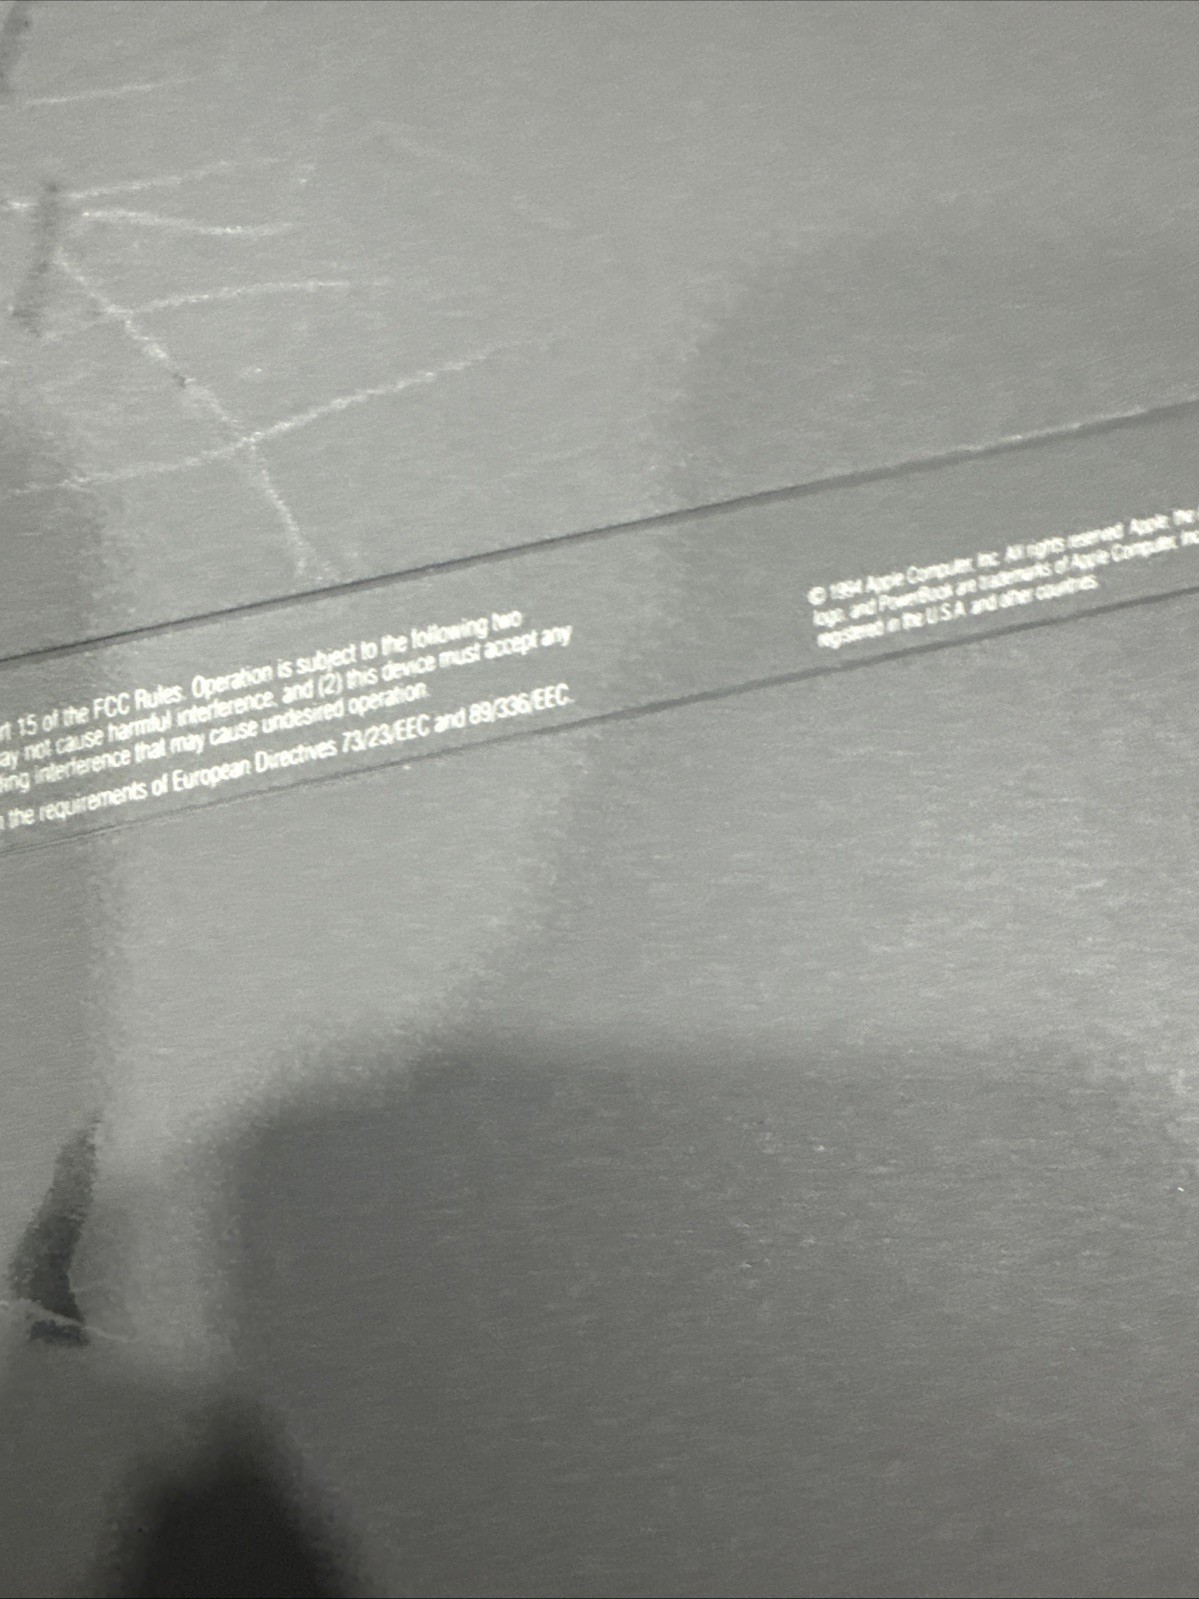 15 of the FCC Rules. Operation is subject to the following two
not cause harmful interference, and (2) this device must accept any
interference that may cause undesired operation.
the requirements of European Directives 73/23/EEC and 89/336/EEC.
© 1994 Apple Computer, Inc. All rights reserved. Apple, the
logo, and PowerBook are trademarks of Apple Computer, Inc
registered in the U.S.A. and other countries.